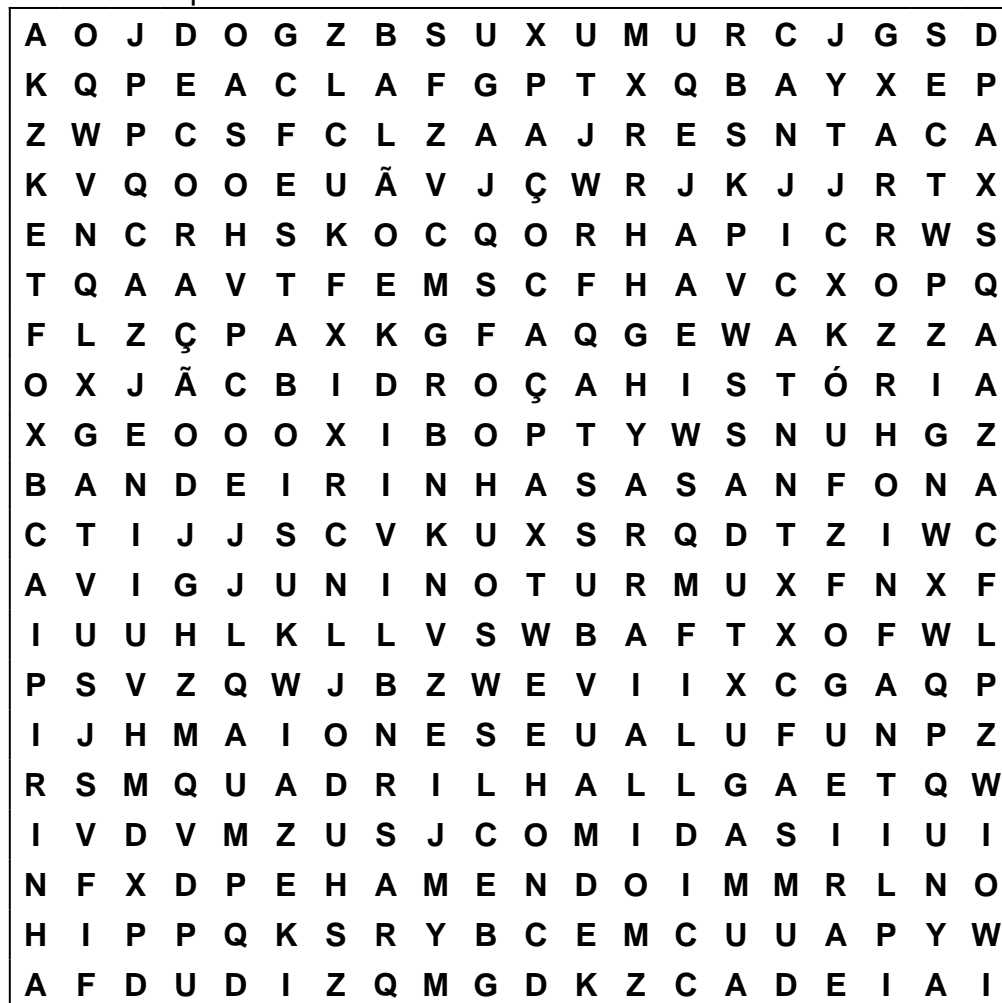 A O J D O G Z B S U X U M U R C J G S D
K Q P E A C L A F G P T X Q B A Y X E P
Z W P C S F C L Z A A J R E S N T A C A
K V Q O O E U Ã V J Ç W R J K J J R T X
E N C R H S K O C Q O R H A P I C R W S
T Q A A V T F E M S C F H A V C X O P Q
F L Z Ç P A X K G F A Q G E W A K Z Z A
O X J Ã C B I D R O Ç A H I S T Ó R I A
X G E O O O X I B O P T Y W S N U H G Z
B A N D E I R I N H A S A S A N F O N A
C T I J J S C V K U X S R Q D T Z I W C
A V I G J U N I N O T U R M U X F N X F
I U U H L K L L V S W B A F T X O F W L
P S V Z Q W J B Z W E V I I X C G A Q P
I J H M A I O N E S E U A L U F U N P Z
R S M Q U A D R I L H A L L G A E T Q W
I V D V M Z U S J C O M I D A S I I U I
N F X D P E H A M E N D O I M M R L N O
H I P P Q K S R Y B C E M C U U A P Y W
A F D U D I Z Q M G D K Z C A D E I A I